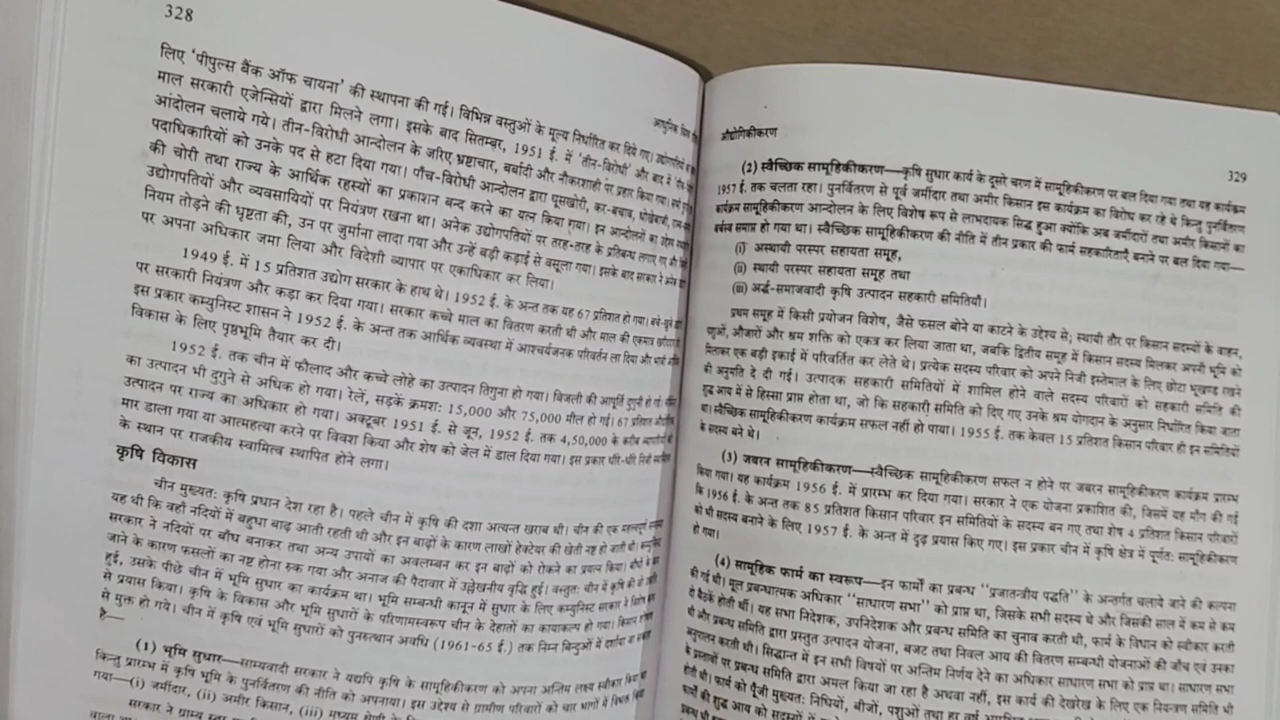 328
आधुनिक विश्व
लिए ‘पीपुल्स बैंक ऑफ चायना’ की स्थापना की गई। विभिन्न वस्तुओं के मूल्य निर्धारित कर दिये गए।
माल सरकारी एजेन्सियों द्वारा मिलने लगा। इसके बाद सितम्बर, 1951 ई. में ‘तीन-विरोधी’ और बाद में
आंदोलन चलाये गये। तीन-विरोधी आन्दोलन के जरिए भ्रष्टाचार, बर्बादी और नौकरशाही पर प्रहार किया गया।
पदाधिकारियों को उनके पद से हटा दिया गया। पाँच-विरोधी आन्दोलन द्वारा घूसखोरी, कर-बचाव, धोखेबाजी,
की चोरी तथा राज्य के आर्थिक रहस्यों का प्रकाशन बन्द करने का यत्न किया गया। इन आन्दोलनों का उद्देश्य
उद्योगपतियों और व्यवसायियों पर नियंत्रण रखना था। अनेक उद्योगपतियों पर तरह-तरह के प्रतिबन्ध लगाए गए और
नियम तोड़ने की धृष्टता की, उन पर जुर्माना लादा गया और उन्हें बड़ी कड़ाई से वसूला गया। इसके बाद सरकार ने अनेक
पर अपना अधिकार जमा लिया और विदेशी व्यापार पर एकाधिकार कर लिया।
1949 ई. में 15 प्रतिशत उद्योग सरकार के हाथ थे। 1952 ई. के अन्त तक यह 67 प्रतिशत हो गया।
पर सरकारी नियंत्रण और कड़ा कर दिया गया। सरकार कच्चे माल का वितरण करती थी और माल की एकमात्र
इस प्रकार कम्युनिस्ट शासन ने 1952 ई. के अन्त तक आर्थिक व्यवस्था में आश्चर्यजनक परिवर्तन ला दिया और
विकास के लिए पृष्ठभूमि तैयार कर दी।
1952 ई. तक चीन में फौलाद और कच्चे लोहे का उत्पादन तिगुना हो गया। बिजली की आपूर्ति दुगुनी हो गई।
का उत्पादन भी दुगुने से अधिक हो गया। रेलें, सड़कें क्रमश: 15,000 और 75,000 मील हो गईं। 67 प्रतिशत
उत्पादन पर राज्य का अधिकार हो गया। अक्टूबर 1951 ई. से जून, 1952 ई. तक 4,50,000 के करीब
मार डाला गया या आत्महत्या करने पर विवश किया और शेष को जेल में डाल दिया गया। इस प्रकार धीरे-धीरे निजी
के स्थान पर राजकीय स्वामित्व स्थापित होने लगा।
कृषि विकास
चीन मुख्यत: कृषि प्रधान देश रहा है। पहले चीन में कृषि की दशा अत्यन्त खराब थी। चीन की एक महत्त्वपूर्ण
यह थी कि वहाँ नदियों में बहुधा बाढ़ आती रहती थी और इन बाढ़ों के कारण लाखों हेक्टेयर की खेती नष्ट हो जाती थी।
सरकार ने नदियों पर बाँध बनाकर तथा अन्य उपायों का अवलम्बन कर इन बाढ़ों को रोकने का प्रयत्न किया।
जाने के कारण फसलों का नष्ट होना रुक गया और अनाज की पैदावार में उल्लेखनीय वृद्धि हुई। वस्तुत: चीन में कृषि की जो
हुई, उसके पीछे चीन में भूमि सुधार का कार्यक्रम था। भूमि सम्बन्धी कानून में सुधार के लिए कम्युनिस्ट सरकार ने विशेष
से प्रयास किया। कृषि के विकास और भूमि सुधारों के परिणामस्वरूप चीन के देहातों का कायाकल्प हो गया। किसान
से मुक्त हो गये। चीन में कृषि एवं भूमि सुधारों को पुनरुत्थान अवधि (1961-65 ई.) तक निम्न बिन्दुओं में दर्शाया जा सकता
है—
(1) भूमि सुधार—साम्यवादी सरकार ने यद्यपि कृषि के सामूहिकीकरण को अपना अन्तिम लक्ष्य स्वीकार किया
किन्तु प्रारम्भ में कृषि भूमि के पुनर्वितरण की नीति को अपनाया। इस उद्देश्य से ग्रामीण परिवारों को चार भागों में विभक्त किया
गया—(i) जमींदार, (ii) अमीर किसान, (iii) मध्यम श्रेणी के
सरकार ने ग्राम्य स्तर पर
औद्योगिकीकरण
329
(2) स्वैच्छिक सामूहिकीकरण—कृषि सुधार कार्य के दूसरे चरण में सामूहिकीकरण पर बल दिया गया तथा यह कार्यक्रम
1957 ई. तक चलता रहा। पुनर्वितरण से पूर्व जमींदार तथा अमीर किसान इस कार्यक्रम का विरोध कर रहे थे किन्तु पुनर्वितरण
कार्यक्रम सामूहिकीकरण आन्दोलन के लिए विशेष रूप से लाभदायक सिद्ध हुआ क्योंकि अब जमींदारों तथा अमीर किसानों का
वर्चस्व समाप्त हो गया था। स्वैच्छिक सामूहिकीकरण की नीति में तीन प्रकार की फार्म सहकारिताएँ बनाने पर बल दिया गया—
(i) अस्थायी परस्पर सहायता समूह,
(ii) स्थायी परस्पर सहायता समूह तथा
(iii) अर्द्ध-समाजवादी कृषि उत्पादन सहकारी समितियाँ।
प्रथम समूह में किसी प्रयोजन विशेष, जैसे फसल बोने या काटने के उद्देश्य से; स्थायी तौर पर किसान सदस्यों के वाहन,
पशुओं, औजारों और श्रम शक्ति को एकत्र कर लिया जाता था, जबकि द्वितीय समूह में किसान सदस्य मिलकर अपनी भूमि को
मिलाकर एक बड़ी इकाई में परिवर्तित कर लेते थे। प्रत्येक सदस्य परिवार को अपने निजी इस्तेमाल के लिए छोटा भूखण्ड रखने
की अनुमति दे दी गई। उत्पादक सहकारी समितियों में शामिल होने वाले सदस्य परिवारों को सहकारी समिति की
शुद्ध आय में से हिस्सा प्राप्त होता था, जो कि सहकारी समिति को दिए गए उनके श्रम योगदान के अनुसार निर्धारित किया जाता
था। स्वैच्छिक सामूहिकीकरण कार्यक्रम सफल नहीं हो पाया। 1955 ई. तक केवल 15 प्रतिशत किसान परिवार ही इन समितियों
के सदस्य बने थे।
(3) जबरन सामूहिकीकरण—स्वैच्छिक सामूहिकीकरण सफल न होने पर जबरन सामूहिकीकरण कार्यक्रम प्रारम्भ
किया गया। यह कार्यक्रम 1956 ई. में प्रारम्भ कर दिया गया। सरकार ने एक योजना प्रकाशित की, जिसमें यह माँग की गई
कि 1956 ई. के अन्त तक 85 प्रतिशत किसान परिवार इन समितियों के सदस्य बन गए तथा शेष 4 प्रतिशत किसान परिवारों
को भी सदस्य बनाने के लिए 1957 ई. के अन्त में दृढ़ प्रयास किए गए। इस प्रकार चीन में कृषि क्षेत्र में पूर्णत: सामूहिकीकरण
हो गया।
(4) सामूहिक फार्म का स्वरूप—इन फार्मों का प्रबन्ध “प्रजातन्त्रीय पद्धति” के अन्तर्गत चलाये जाने की कल्पना
की गई थी। मूल प्रबन्धात्मक अधिकार “साधारण सभा” को प्राप्त था, जिसके सभी सदस्य थे और जिसकी साल में कम से कम
दो बैठकें होती थीं। यह सभा निदेशक, उपनिदेशक और प्रबन्ध समिति का चुनाव करती थी, फार्म के विधान को स्वीकार करती
थी और प्रबन्ध समिति द्वारा प्रस्तुत उत्पादन योजना, बजट तथा निवल आय की वितरण सम्बन्धी योजनाओं की जाँच एवं उनका
अनुपालन करती थी। सिद्धान्त में इन सभी विषयों पर अन्तिम निर्णय देने का अधिकार साधारण सभा को प्राप्त था। साधारण सभा
के प्रस्तावों पर प्रबन्ध समिति द्वारा अमल किया जा रहा है अथवा नहीं, इस कार्य की देखरेख के लिए एक नियन्त्रण समिति भी
होती थी। फार्म की पूँजी मुख्यत: निधियों, बीजों, पशुओं तथा
फार्मों की शुद्ध आय को सदस्यों में